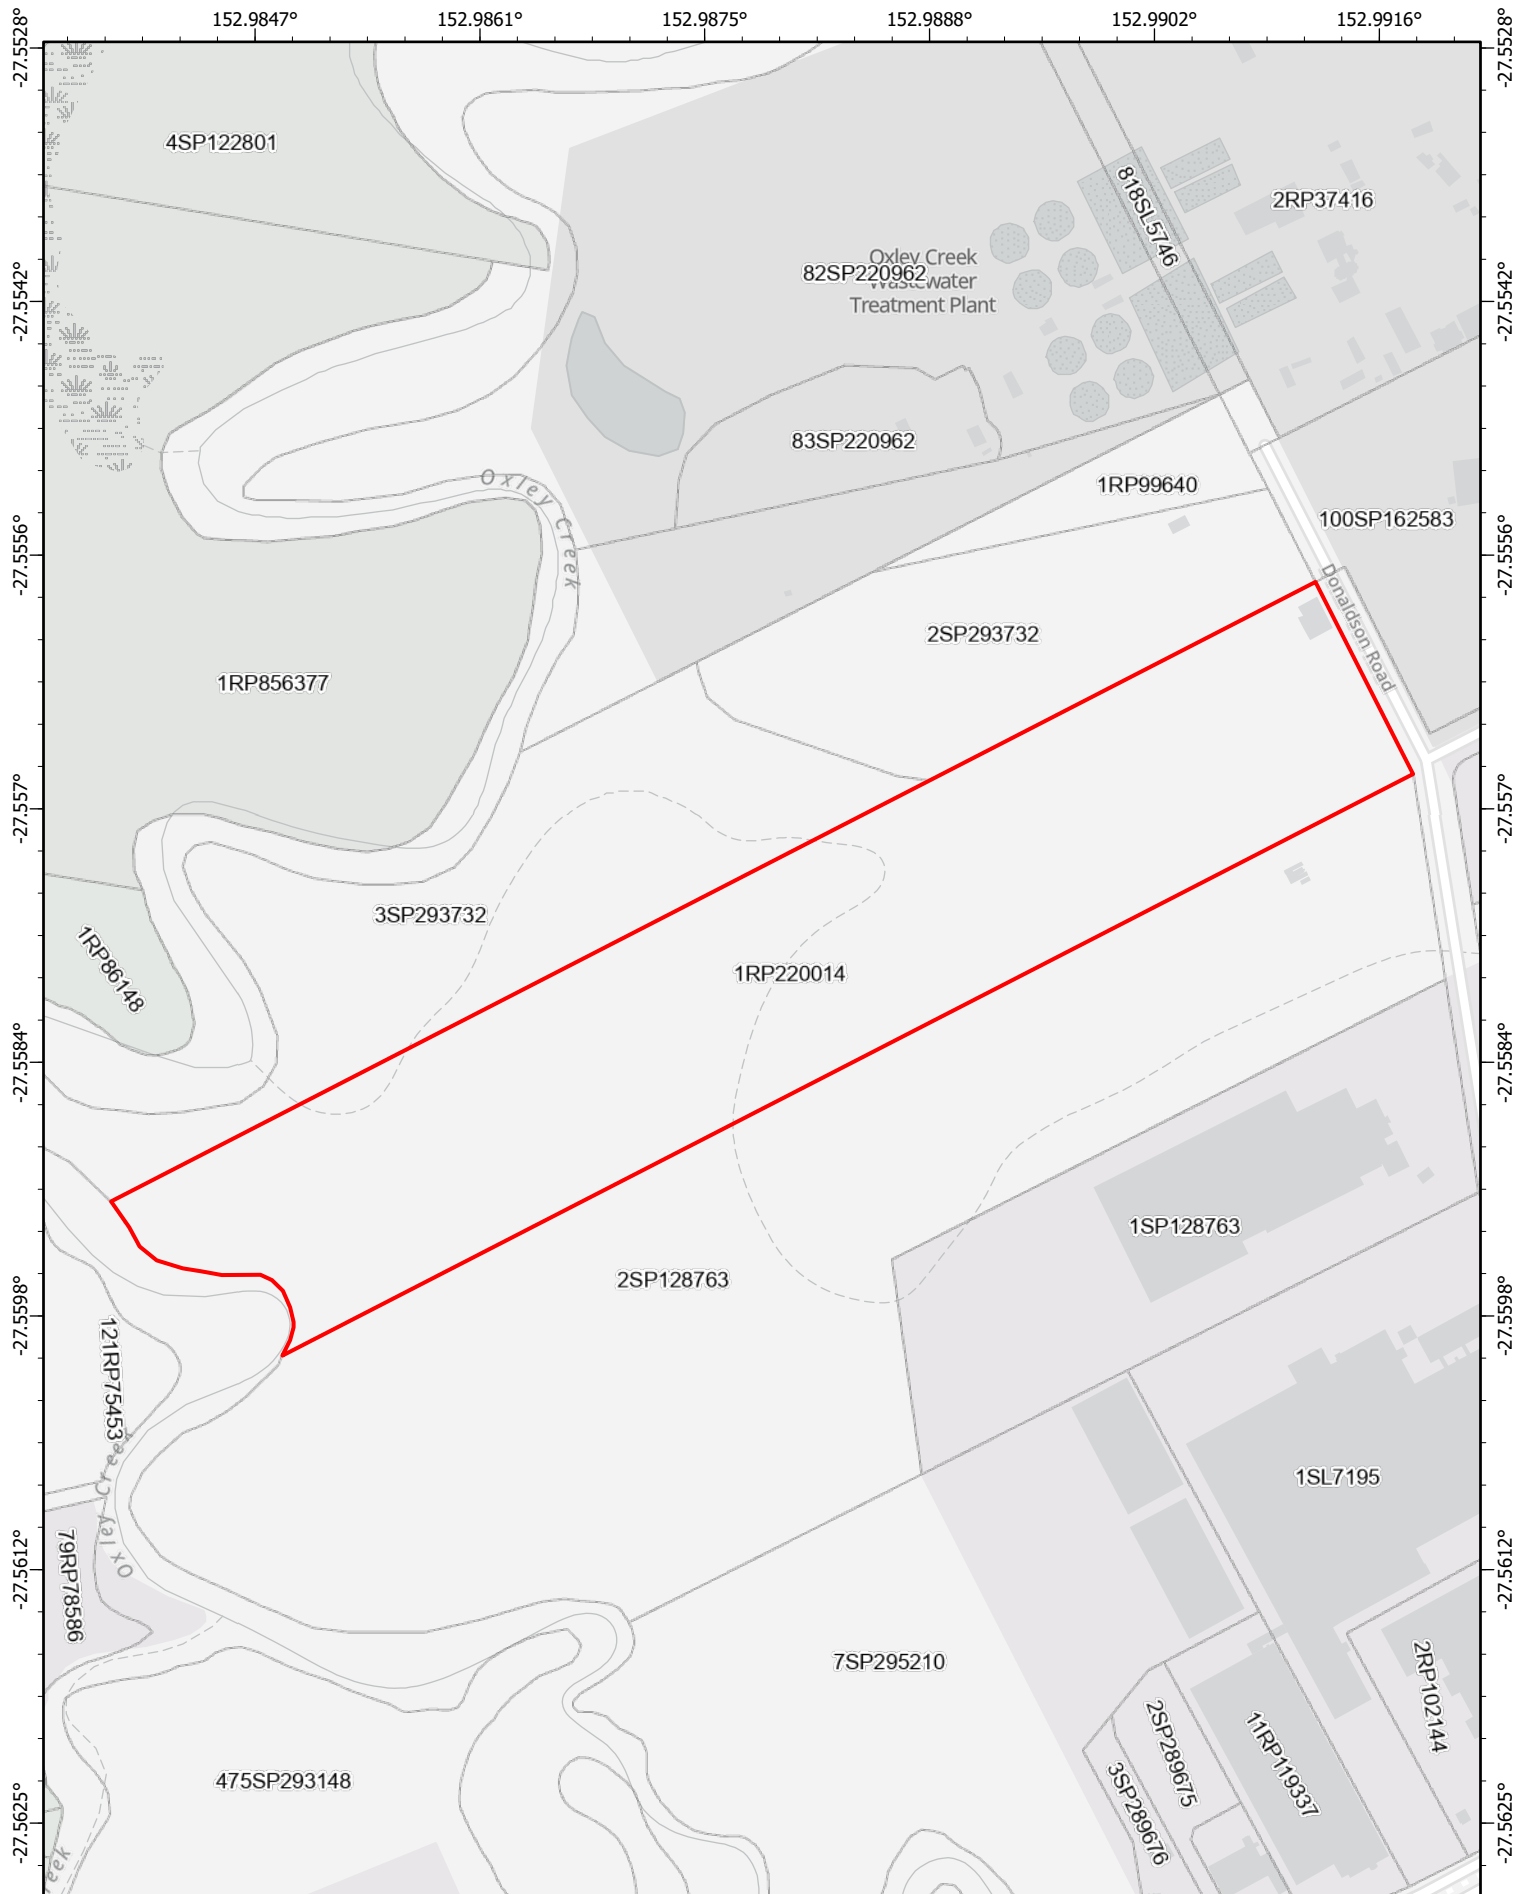 152.9847°
152.9861°
152.9875°
152.9888°
152.9902°
152.9916°
-27.5528°
-27.5528°
4SP122801
818SL5746
2RP37416
Oxley Creek
82SP220962
Wastewater
Treatment Plant
-27.5542°
-27.5542°
83SP220962
Oxley Creek
1RP99640
100SP162583
-27.5556°
-27.5556°
Donaldson Road
2SP293732
1RP856377
-27.557°
-27.557°
3SP293732
1RP86148
1RP220014
-27.5584°
-27.5584°
1SP128763
2SP128763
-27.5598°
-27.5598°
121RP75453
Oxley Creek
1SL7195
79RP78586
-27.5612°
-27.5612°
7SP295210
2RP102144
2SP289675
11RP119337
475SP293148
3SP289676
-27.5625°
-27.5625°
eek